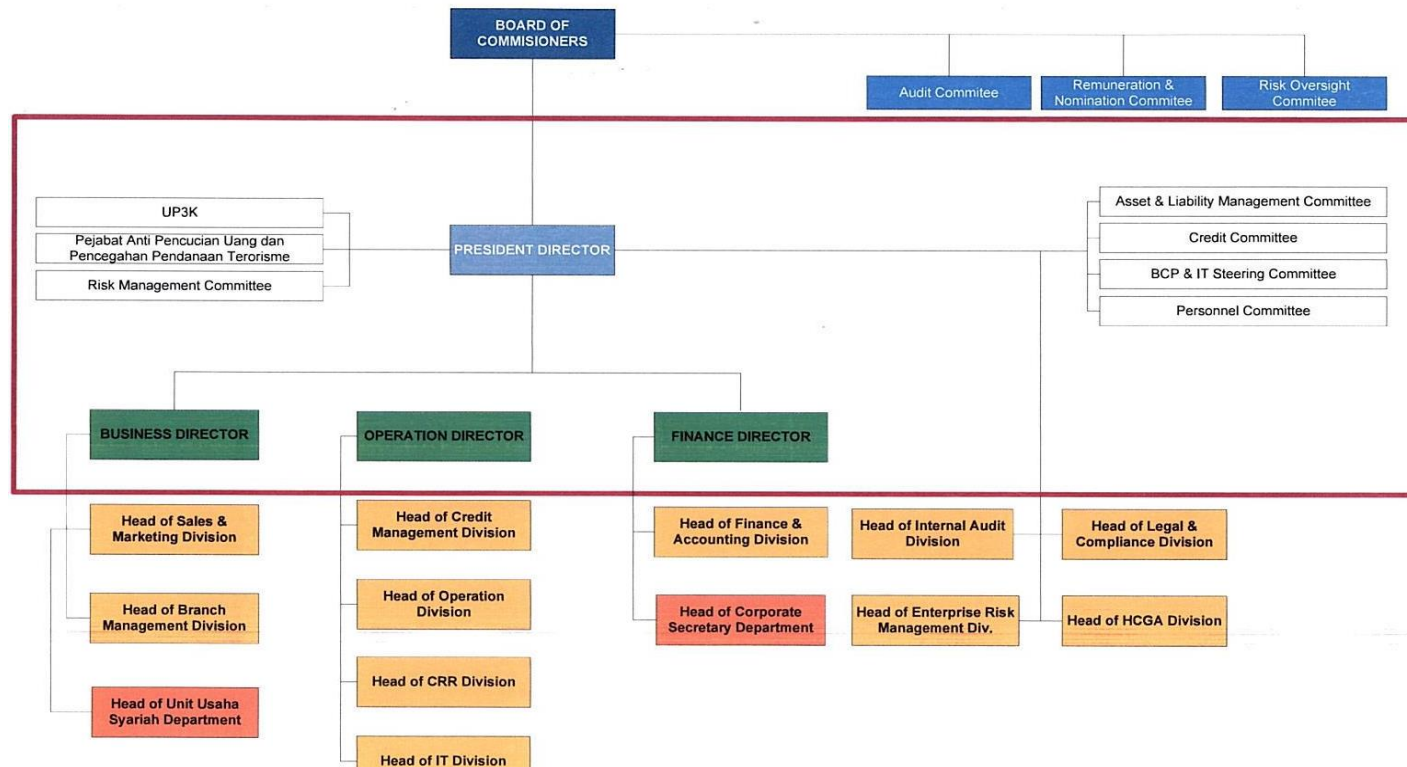 BOARD OF
COMMISIONERS
Audit Commitee
Remuneration &
Nomination Commitee
Risk Oversight
Commitee
UP3K
Pejabat Anti Pencucian Uang dan
Pencegahan Pendanaan Terorisme
Risk Management Committee
PRESIDENT DIRECTOR
Asset & Liability Management Committee
Credit Committee
BCP & IT Steering Committee
Personnel Committee
BUSINESS DIRECTOR
OPERATION DIRECTOR
FINANCE DIRECTOR
Head of Sales &
Marketing Division
Head of Credit
Management Division
Head of Finance &
Accounting Division
Head of Internal Audit
Division
Head of Legal &
Compliance Division
Head of Branch
Management Division
Head of Operation
Division
Head of Corporate
Secretary Department
Head of Enterprise Risk
Management Div.
Head of HCGA Division
Head of CRR Division
Head of Unit Usaha
Syariah Department
Head of IT Division